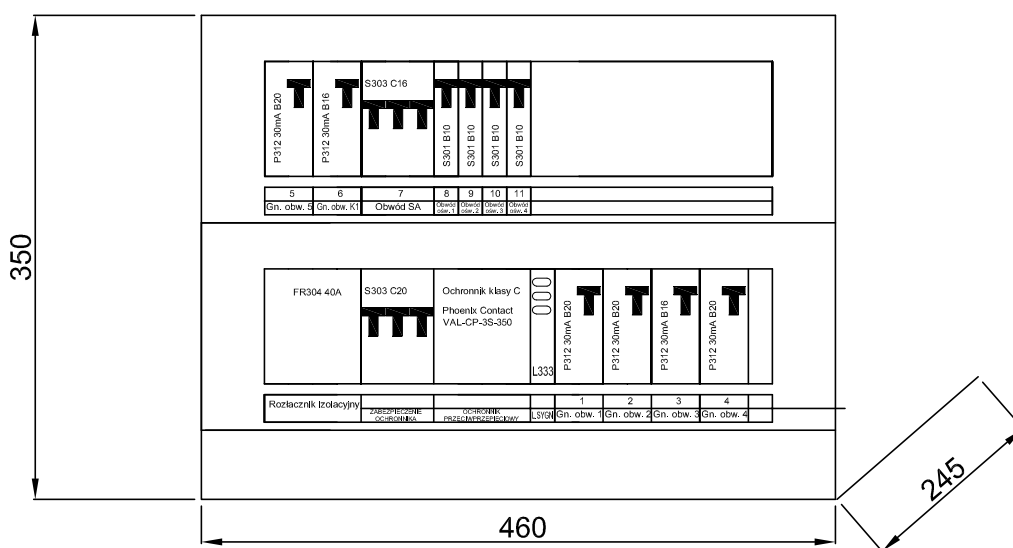 P312 30mA B20
P312 30mA B16
S303 C16
S301 B10
S301 B10
S301 B10
S301 B10
5 6 7 8 9 10 11
Gn. obw. 5 Gn. obw. K1 Obwód SA Obwód ośw. 1 Obwód ośw. 2 Obwód ośw. 3 Obwód ośw. 4
350
FR304 40A
S303 C20
Ochronnik klasy C
Phoenix Contact
VAL-CP-3S-350
L333
P312 30mA B20
P312 30mA B20
P312 30mA B16
P312 30mA B20
Rozłacznik Izolacyjny
ZABEZPIECZENIE
OCHRONNIKA
OCHRONNIK
PRZECIWPRZEPIĘCIOWY
LSYGN
1 2 3 4
Gn. obw. 1 Gn. obw. 2 Gn. obw. 3 Gn. obw. 4
245
460